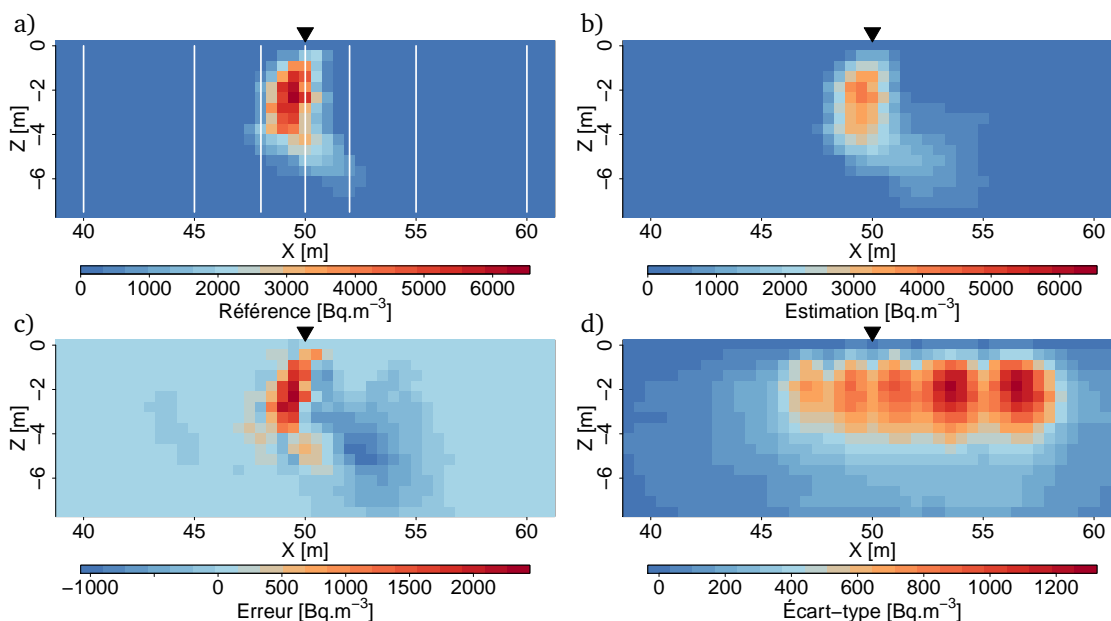 a)
0
−2
−4
−6
Z [m]
40 45 50 55 60
X [m]
0 1000 2000 3000 4000 5000 6000
Référence [Bq.m−3]
b)
0
−2
−4
−6
Z [m]
40 45 50 55 60
X [m]
0 1000 2000 3000 4000 5000 6000
Estimation [Bq.m−3]
c)
0
−2
−4
−6
Z [m]
40 45 50 55 60
X [m]
−1000 0 500 1000 1500 2000
Erreur [Bq.m−3]
d)
0
−2
−4
−6
Z [m]
40 45 50 55 60
X [m]
0 200 400 600 800 1000 1200
Écart−type [Bq.m−3]